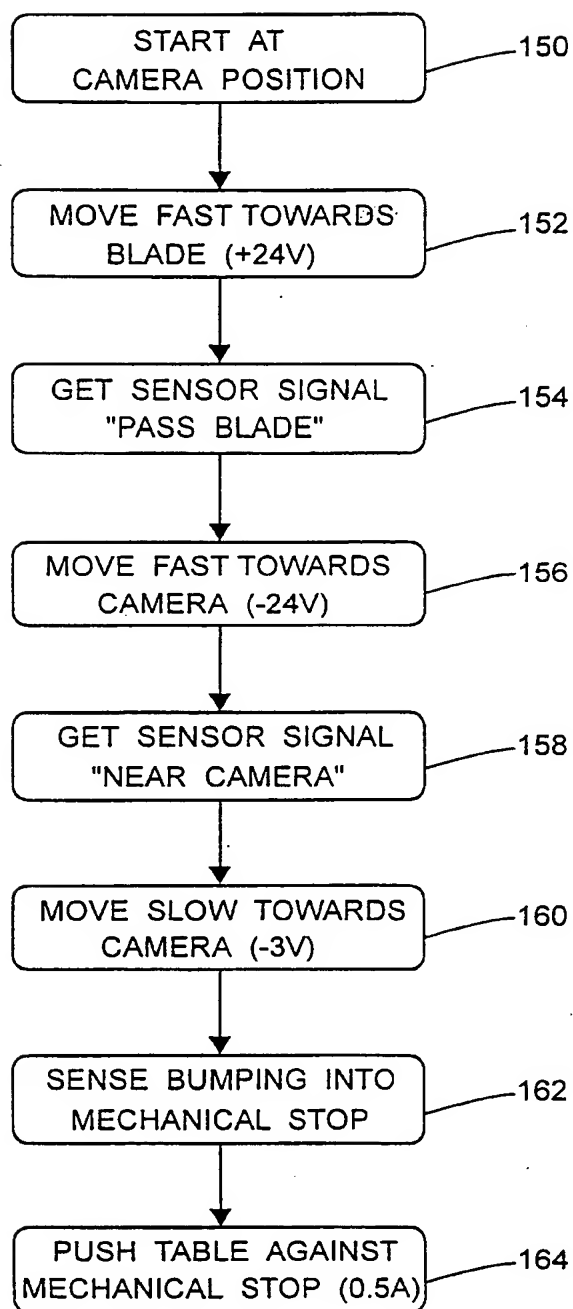 START AT
CAMERA POSITION
150
MOVE FAST TOWARDS
BLADE (+24V)
152
GET SENSOR SIGNAL
"PASS BLADE"
154
MOVE FAST TOWARDS
CAMERA (-24V)
156
GET SENSOR SIGNAL
"NEAR CAMERA"
158
MOVE SLOW TOWARDS
CAMERA (-3V)
160
SENSE BUMPING INTO
MECHANICAL STOP
162
PUSH TABLE AGAINST
MECHANICAL STOP (0.5A)
164